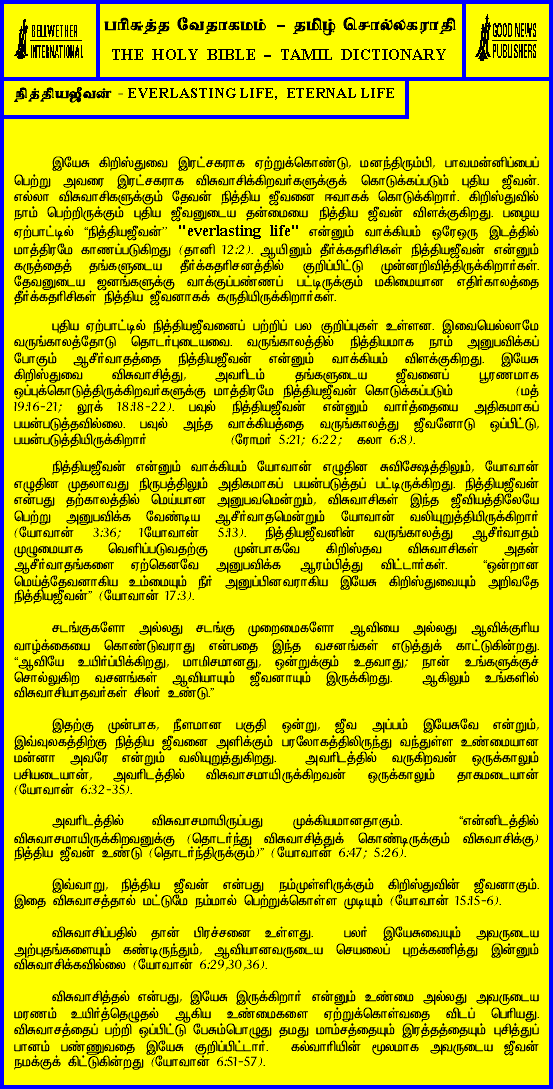 BELLWETHER
INTERNATIONAL
பரிசுத்த வேதாகமம் – தமிழ் சொல்லகராதி
THE HOLY BIBLE – TAMIL DICTIONARY
GOOD NEWS
PUBLISHERS
நித்தியஜீவன் - EVERLASTING LIFE, ETERNAL LIFE
இயேசு கிறிஸ்துவை இரட்சகராக ஏற்றுக்கொண்டு, மனந்திரும்பி, பாவமன்னிப்பைப்
பெற்று அவரை இரட்சகராக விசுவாசிக்கிறவர்களுக்குக் கொடுக்கப்படும் புதிய ஜீவன்.
எல்லா விசுவாசிகளுக்கும் தேவன் நித்திய ஜீவனை ஈவாகக் கொடுக்கிறார். கிறிஸ்துவில்
நாம் பெற்றிருக்கும் புதிய ஜீவனுடைய தன்மையை நித்திய ஜீவன் விளக்குகிறது. பழைய
ஏற்பாட்டில் “நித்தியஜீவன்” "everlasting life" என்னும் வாக்கியம் ஒரேஒரு இடத்தில்
மாத்திரமே காணப்படுகிறது (தானி 12:2). ஆயினும் தீர்க்கதரிசிகள் நித்தியஜீவன் என்னும்
கருத்தைத் தங்களுடைய தீர்க்கதரிசனத்தில் குறிப்பிட்டு முன்னறிவித்திருக்கிறார்கள்.
தேவனுடைய ஜனங்களுக்கு வாக்குப்பண்ணப் பட்டிருக்கும் மகிமையான எதிர்காலத்தை
தீர்க்கதரிசிகள் நித்திய ஜீவனாகக் கருதியிருக்கிறார்கள்.
புதிய ஏற்பாட்டில் நித்தியஜீவனைப் பற்றிப் பல குறிப்புகள் உள்ளன. இவையெல்லாமே
வருங்காலத்தோடு தொடர்புடையவை. வருங்காலத்தில் நித்தியமாக நாம் அனுபவிக்கப்
போகும் ஆசீர்வாதத்தை நித்தியஜீவன் என்னும் வாக்கியம் விளக்குகிறது. இயேசு
கிறிஸ்துவை விசுவாசித்து, அவரிடம் தங்களுடைய ஜீவனைப் பூரணமாக
ஒப்புக்கொடுத்திருக்கிறவர்களுக்கு மாத்திரமே நித்தியஜீவன் கொடுக்கப்படும் (மத்
19:16-21; லூக் 18:18-22). பவுல் நித்தியஜீவன் என்னும் வார்த்தையை அதிகமாகப்
பயன்படுத்தவில்லை. பவுல் அந்த வாக்கியத்தை வருங்காலத்து ஜீவனோடு ஒப்பிட்டு,
பயன்படுத்தியிருக்கிறார் (ரோமர் 5:21; 6:22; கலா 6:8).
நித்தியஜீவன் என்னும் வாக்கியம் யோவான் எழுதின சுவிசேஷத்திலும், யோவான்
எழுதின முதலாவது நிருபத்திலும் அதிகமாகப் பயன்படுத்தப் பட்டிருக்கிறது. நித்தியஜீவன்
என்பது தற்காலத்தில் மெய்யான அனுபவமென்றும், விசுவாசிகள் இந்த ஜீவியத்திலேயே
பெற்று அனுபவிக்க வேண்டிய ஆசீர்வாதமென்றும் யோவான் வலியுறுத்தியிருக்கிறார்
(யோவான் 3:36; 1யோவான் 5:13). நித்தியஜீவனின் வருங்காலத்து ஆசீர்வாதம்
முழுமையாக வெளிப்படுவதற்கு முன்பாகவே கிறிஸ்தவ விசுவாசிகள் அதன்
ஆசீர்வாதங்களை ஏற்கெனவே அனுபவிக்க ஆரம்பித்து விட்டார்கள். “ஒன்றான
மெய்த்தேவனாகிய உம்மையும் நீர் அனுப்பினவராகிய இயேசு கிறிஸ்துவையும் அறிவதே
நித்தியஜீவன்” (யோவான் 17:3).
சடங்குகளோ அல்லது சடங்கு முறைமைகளோ ஆவியை அல்லது ஆவிக்குரிய
வாழ்க்கையை கொண்டுவராது என்பதை இந்த வசனங்கள் எடுத்துக் காட்டுகின்றது.
“ஆவியே உயிர்ப்பிக்கிறது, மாமிசமானது, ஒன்றுக்கும் உதவாது; நான் உங்களுக்குச்
சொல்லுகிற வசனங்கள் ஆவியாயும் ஜீவனாயும் இருக்கிறது. ஆகிலும் உங்களில்
விசுவாசியாதவர்கள் சிலர் உண்டு.”
இதற்கு முன்பாக, நீளமான பகுதி ஒன்று, ஜீவ அப்பம் இயேசுவே என்றும்,
இவ்வுலகத்திற்கு நித்திய ஜீவனை அளிக்கும் பரலோகத்திலிருந்து வந்துள்ள உண்மையான
மன்னா அவரே என்றும் வலியுறுத்துகிறது. அவரிடத்தில் வருகிறவன் ஒருக்காலும்
பசியடையான், அவரிடத்தில் விசுவாசமாயிருக்கிறவன் ஒருக்காலும் தாகமடையான்
(யோவான் 6:32-35).
அவரிடத்தில் விசுவாசமாயிருப்பது முக்கியமானதாகும். “என்னிடத்தில்
விசுவாசமாயிருக்கிறவனுக்கு (தொடர்ந்து விசுவாசித்துக் கொண்டிருக்கும் விசுவாசிக்கு)
நித்திய ஜீவன் உண்டு (தொடர்ந்திருக்கும்)” (யோவான் 6:47; 5:26).
இவ்வாறு, நித்திய ஜீவன் என்பது நம்முள்ளிருக்கும் கிறிஸ்துவின் ஜீவனாகும்.
இதை விசுவாசத்தால் மட்டுமே நம்மால் பெற்றுக்கொள்ள முடியும் (யோவான் 15:15-6).
விசுவாசிப்பதில் தான் பிரச்சனை உள்ளது. பலர் இயேசுவையும் அவருடைய
அற்புதங்களையும் கண்டிருந்தும், ஆவியானவருடைய செயலைப் புறக்கணித்து இன்னும்
விசுவாசிக்கவில்லை (யோவான் 6:29,30,36).
விசுவாசித்தல் என்பது, இயேசு இருக்கிறார் என்னும் உண்மை அல்லது அவருடைய
மரணம் உயிர்த்தெழுதல் ஆகிய உண்மைகளை ஏற்றுக்கொள்வதை விடப் பெரியது.
விசுவாசத்தைப் பற்றி ஒப்பிட்டு பேசும்பொழுது தமது மாம்சத்தையும் இரத்தத்தையும் புசித்துப்
பானம் பண்ணுவதை இயேசு குறிப்பிட்டார். கல்வாரியின் மூலமாக அவருடைய ஜீவன்
நமக்குக் கிட்டுகின்றது (யோவான் 6:51-57).